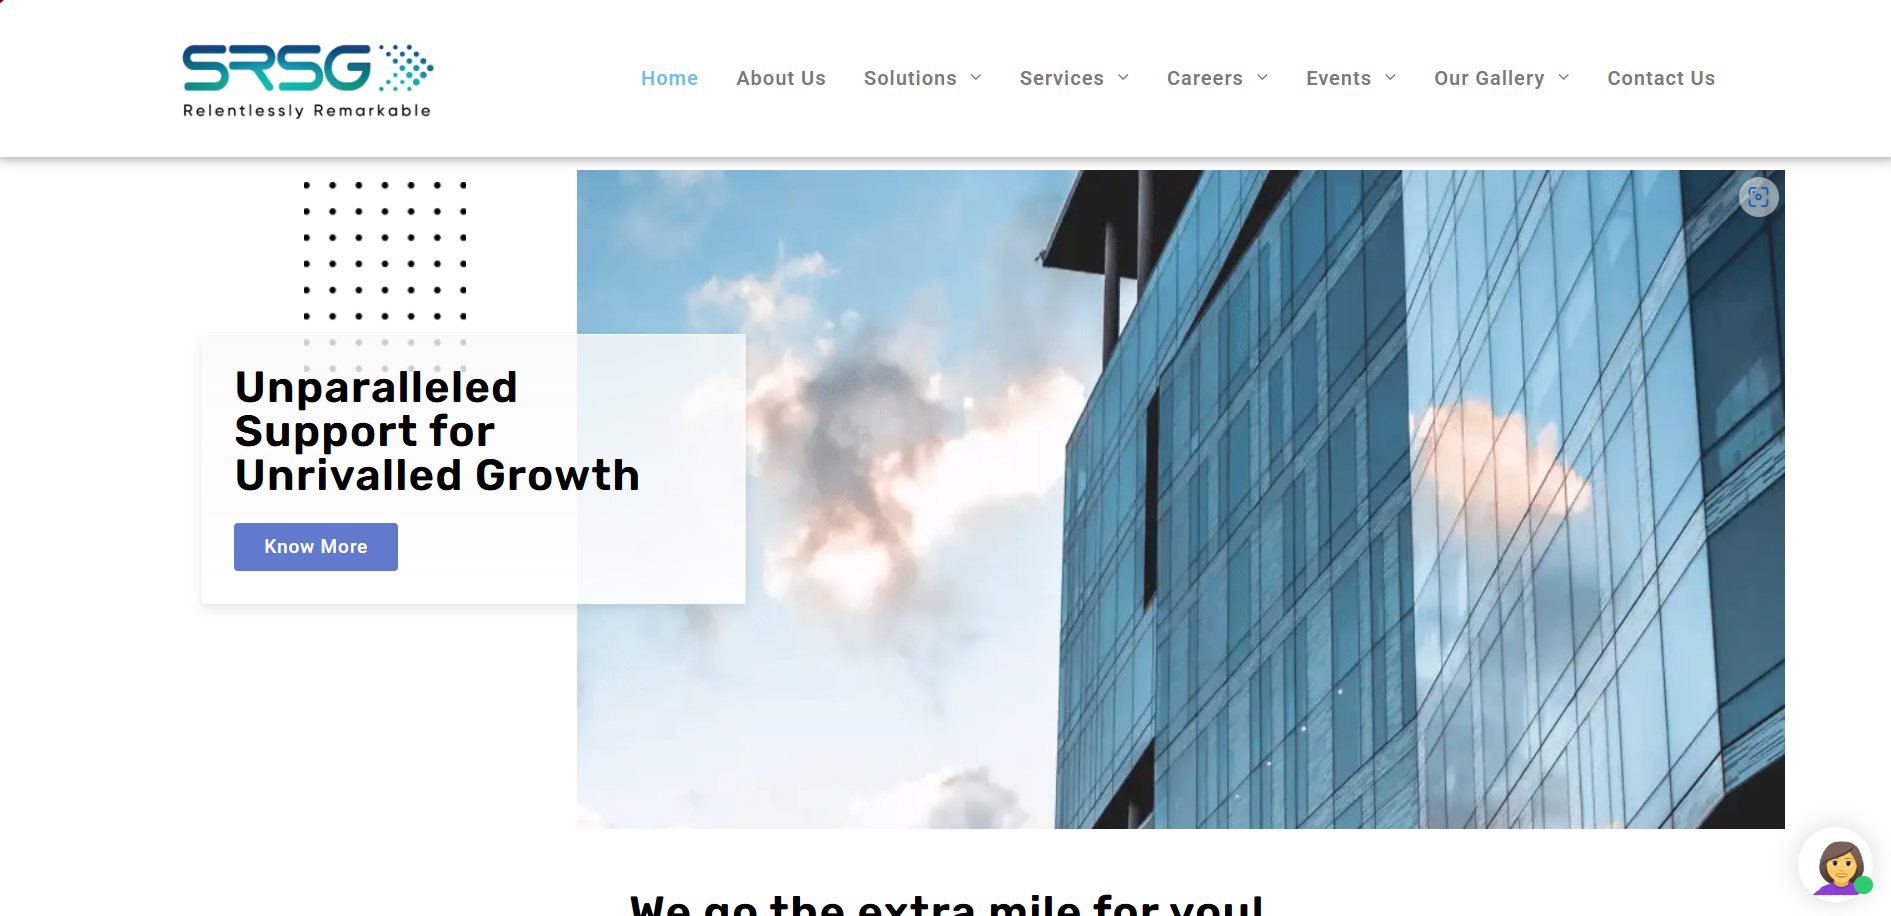 SRSG
Relentlessly Remarkable
Home About Us Solutions Services Careers Events Our Gallery Contact Us
Unparalleled
Support for
Unrivalled Growth
Know More
We go the extra mile for you!